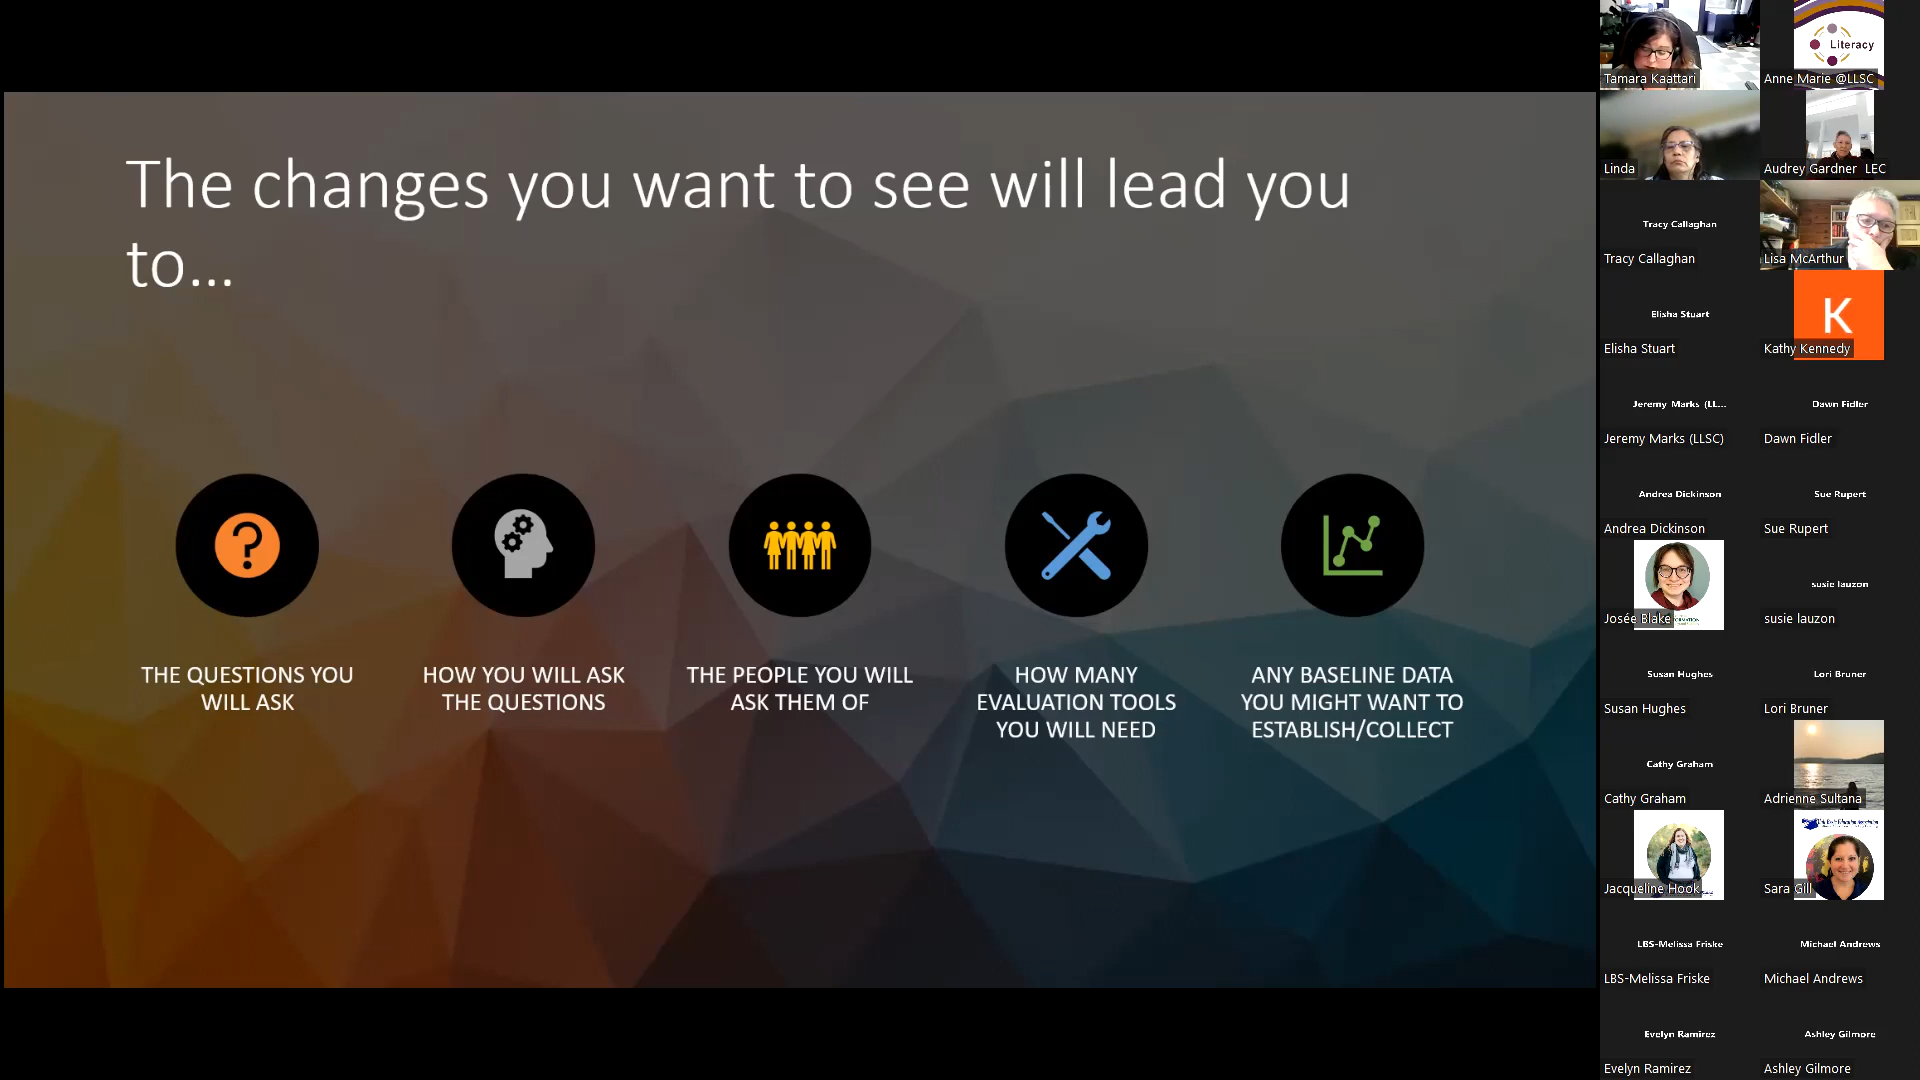 The changes you want to see will lead you
to...
THE QUESTIONS YOU
WILL ASK
HOW YOU WILL ASK
THE QUESTIONS
THE PEOPLE YOU WILL
ASK THEM OF
HOW MANY
EVALUATION TOOLS
YOU WILL NEED
ANY BASELINE DATA
YOU MIGHT WANT TO
ESTABLISH/COLLECT
Tamara Kaattari
Literacy
Anne Marie @LLSC
Linda
Audrey Gardner LEC
Tracy Callaghan
Tracy Callaghan
Lisa McArthur
Elisha Stuart
Elisha Stuart
K
Kathy Kennedy
Jeremy Marks (LL...
Jeremy Marks (LLSC)
Dawn Fidler
Dawn Fidler
Andrea Dickinson
Andrea Dickinson
Sue Rupert
Sue Rupert
Josée Blake
susie lauzon
susie lauzon
Susan Hughes
Susan Hughes
Lori Bruner
Lori Bruner
Cathy Graham
Cathy Graham
Adrienne Sultana
Jacqueline Hook
Sara Gill
LBS-Melissa Friske
LBS-Melissa Friske
Michael Andrews
Michael Andrews
Evelyn Ramirez
Evelyn Ramirez
Ashley Gilmore
Ashley Gilmore